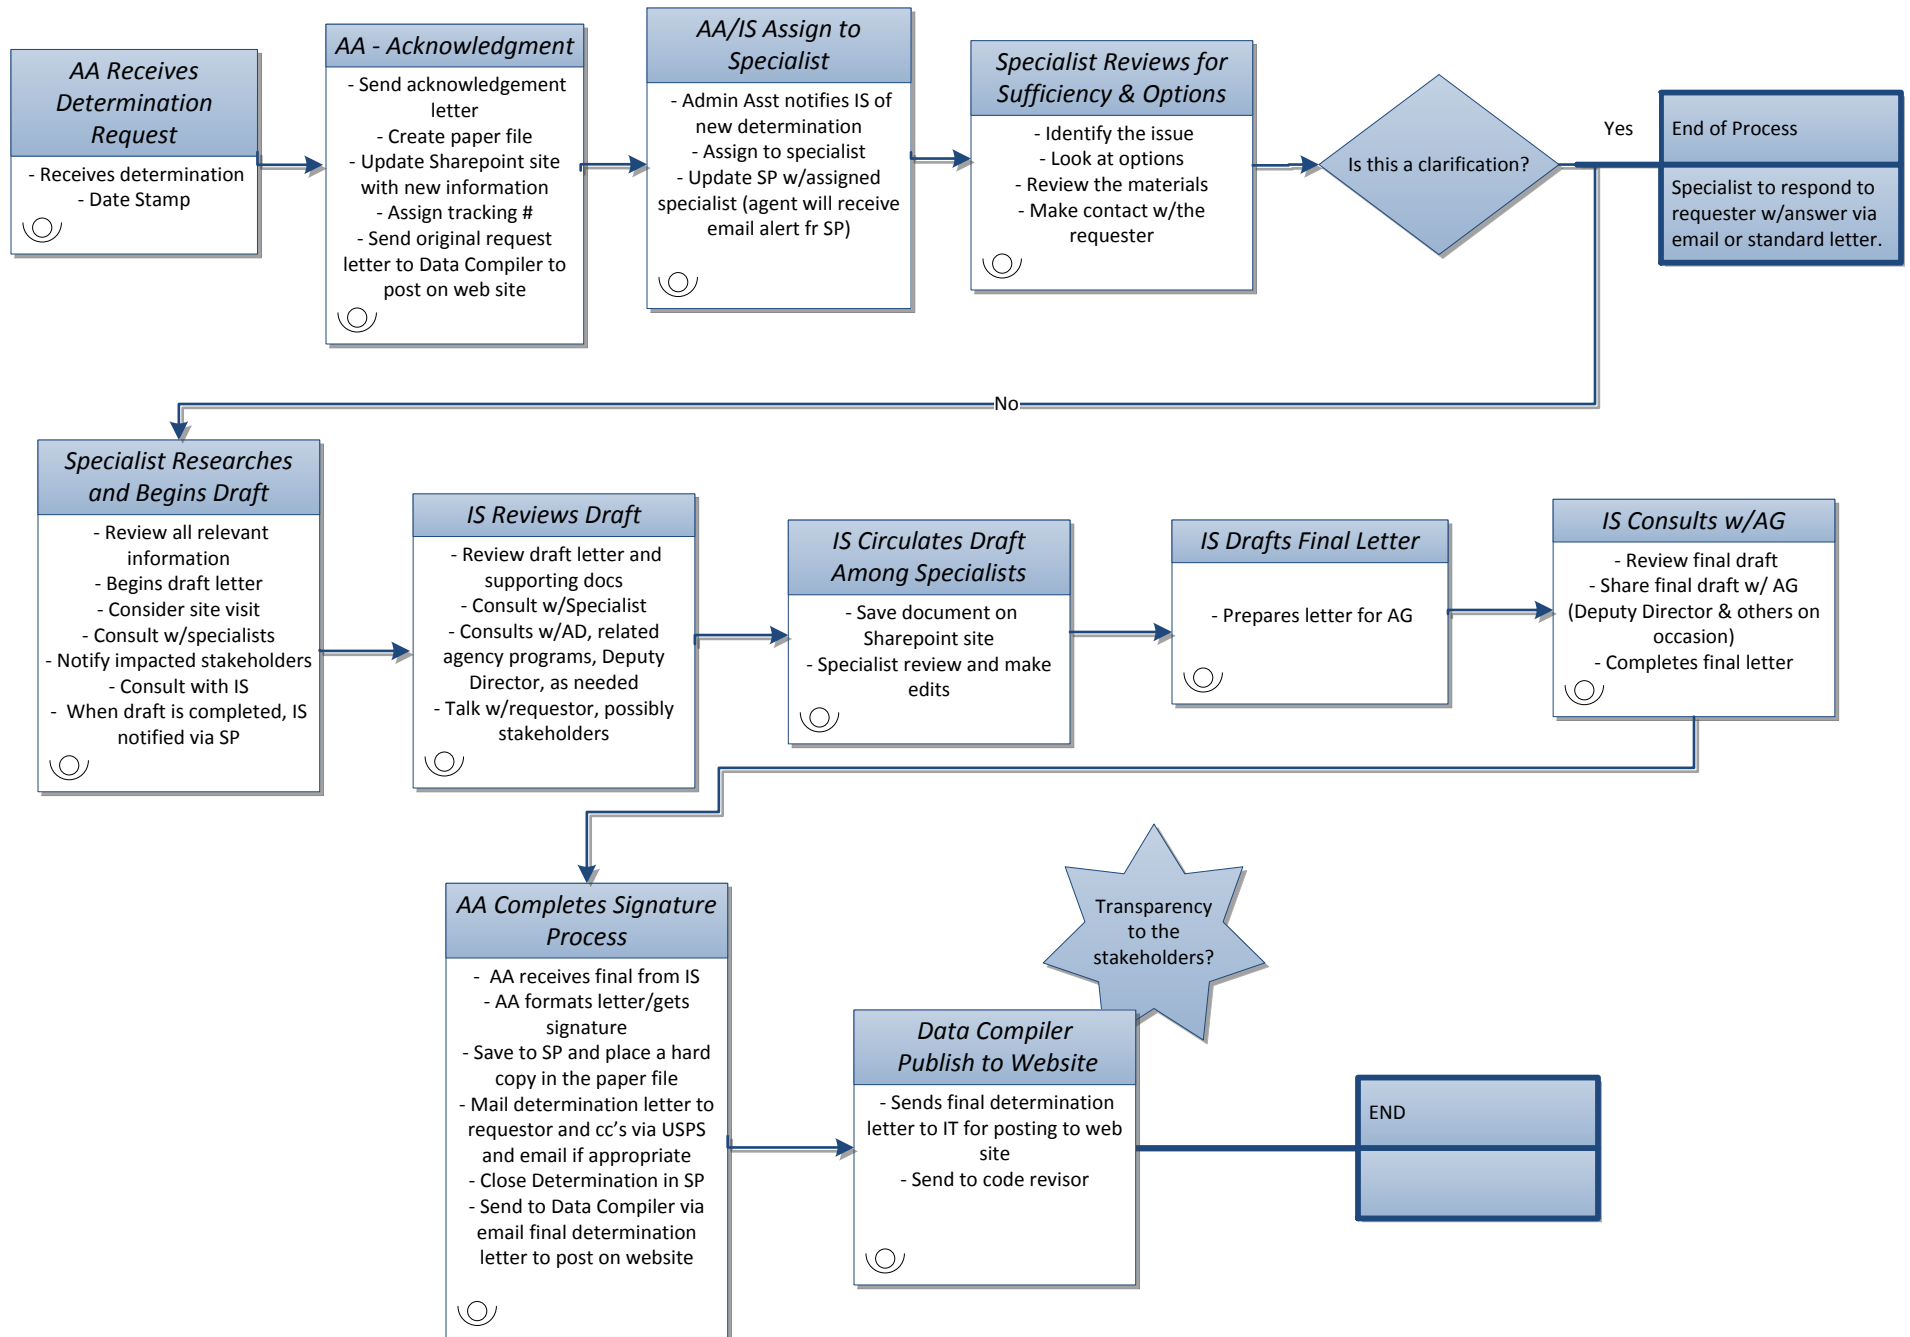 AA Receives
Determination
Request
- Receives determination
- Date Stamp
AA - Acknowledgment
- Send acknowledgement
letter
- Create paper file
- Update Sharepoint site
with new information
- Assign tracking #
- Send original request
letter to Data Compiler to
post on web site
AA/IS Assign to
Specialist
- Admin Asst notifies IS of
new determination
- Assign to specialist
- Update SP w/assigned
specialist (agent will receive
email alert fr SP)
Specialist Reviews for
Sufficiency & Options
- Identify the issue
- Look at options
- Review the materials
- Make contact w/the
requester
Is this a clarification?
Yes
End of Process
Specialist to respond to
requester w/answer via
email or standard letter.
No
Specialist Researches
and Begins Draft
- Review all relevant
information
- Begins draft letter
- Consider site visit
- Consult w/specialists
- Notify impacted stakeholders
- Consult with IS
- When draft is completed, IS
notified via SP
IS Reviews Draft
- Review draft letter and
supporting docs
- Consult w/Specialist
- Consults w/AD, related
agency programs, Deputy
Director, as needed
- Talk w/requestor, possibly
stakeholders
IS Circulates Draft
Among Specialists
- Save document on
Sharepoint site
- Specialist review and make
edits
IS Drafts Final Letter
- Prepares letter for AG
IS Consults w/AG
- Review final draft
- Share final draft w/ AG
(Deputy Director & others on
occasion)
- Completes final letter
AA Completes Signature
Process
- AA receives final from IS
- AA formats letter/gets
signature
- Save to SP and place a hard
copy in the paper file
- Mail determination letter to
requestor and cc's via USPS
and email if appropriate
- Close Determination in SP
- Send to Data Compiler via
email final determination
letter to post on website
Transparency
to the
stakeholders?
Data Compiler
Publish to Website
- Sends final determination
letter to IT for posting to web
site
- Send to code revisor
END